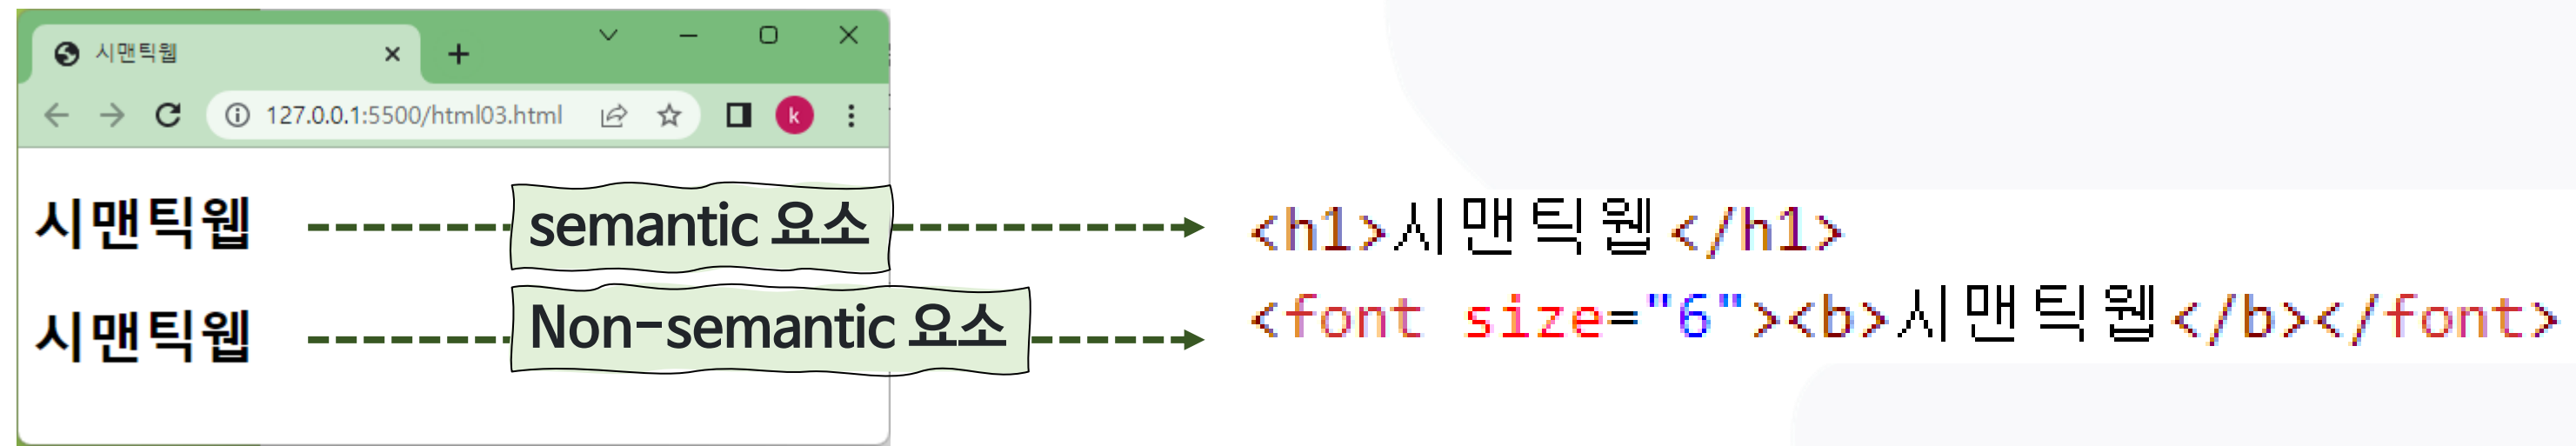 시맨틱웹
127.0.0.1:5500/html03.html
k
시맨틱웹 semantic 요소 <h1>시맨틱웹</h1>
시맨틱웹 Non-semantic 요소 <font size="6"><b>시맨틱웹</b></font>